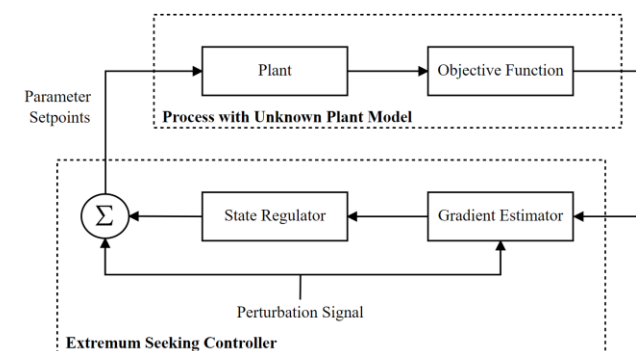 Plant
Objective Function
Parameter
Setpoints
Process with Unknown Plant Model
Σ
State Regulator
Gradient Estimator
Perturbation Signal
Extremum Seeking Controller